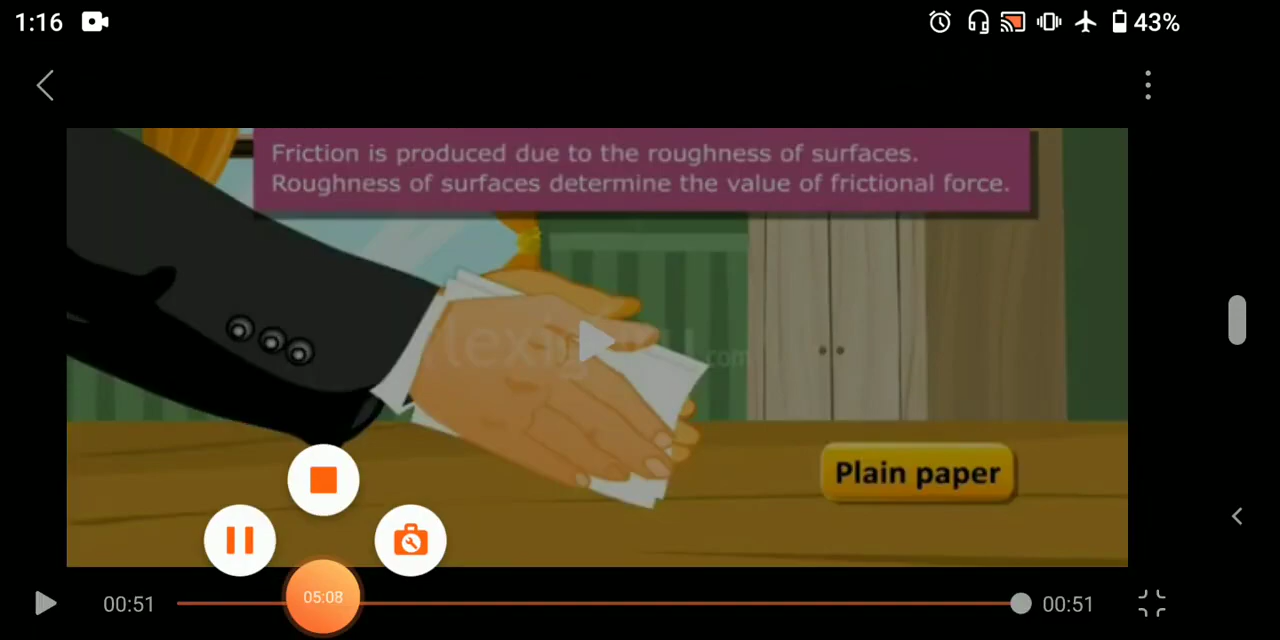 1:16
43%
Friction is produced due to the roughness of surfaces.
Roughness of surfaces determine the value of frictional force.
.com
Plain paper
05:08
00:51
00:51